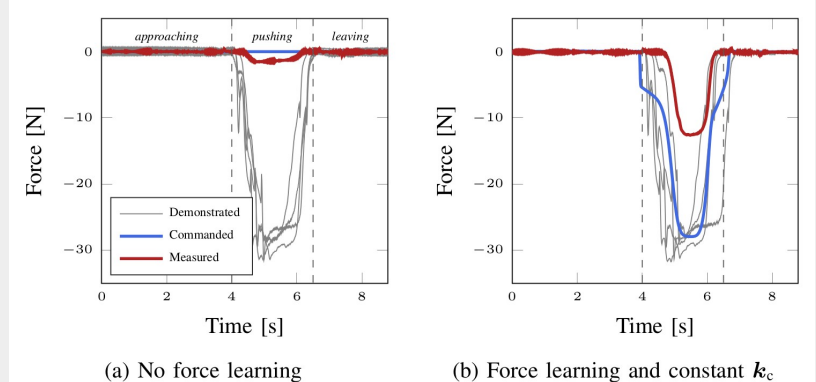 approaching pushing leaving
0
−10
−20
−30
Force [N]
Demonstrated
Commanded
Measured
0 2 4 6 8
Time [s]
(a) No force learning
0
−10
−20
−30
Force [N]
0 2 4 6 8
Time [s]
(b) Force learning and constant k_c